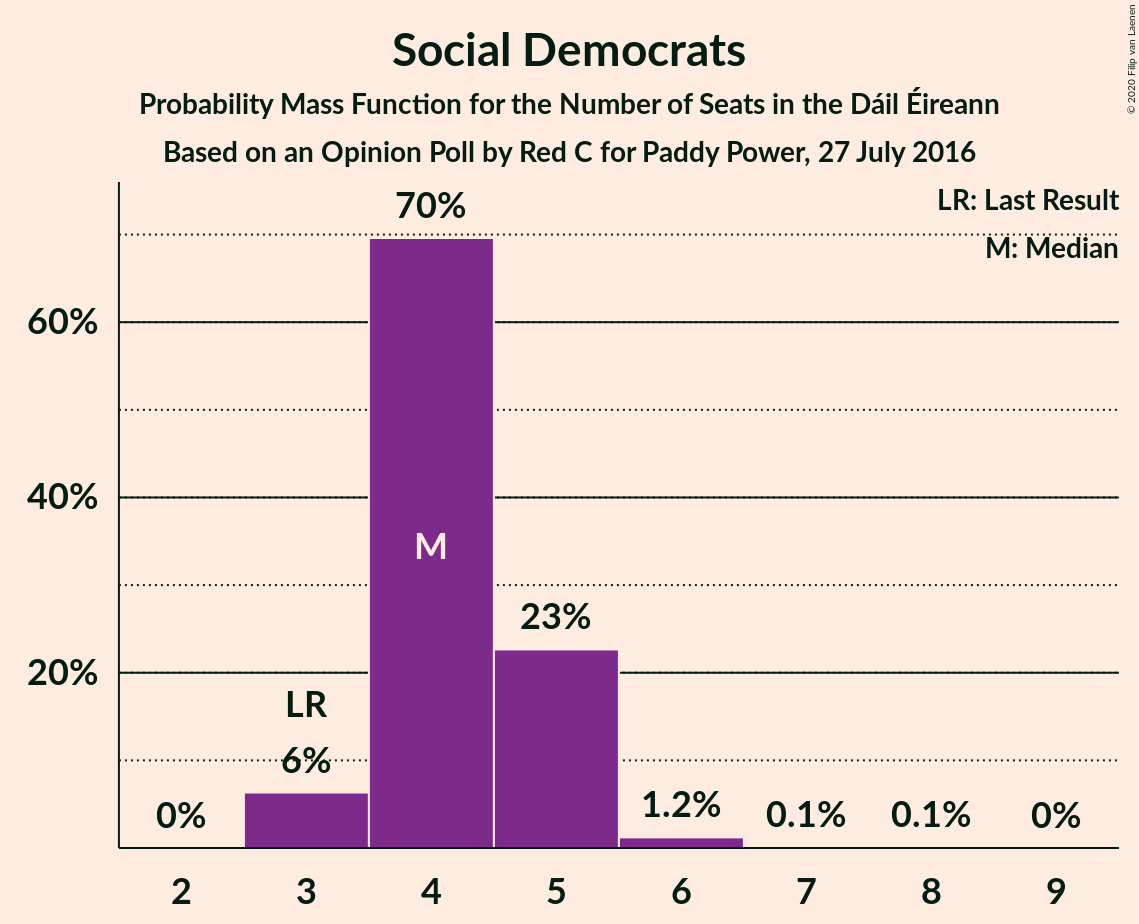 Social Democrats
Probability Mass Function for the Number of Seats in the Dáil Éireann
Based on an Opinion Poll by Red C for Paddy Power, 27 July 2016
© 2020 Filip van Laenen
LR: Last Result
M: Median
70%
60%
40%
M
23%
20%
LR
6%
0%
1.2%
0.1%
0.1%
0%
2 3 4 5 6 7 8 9